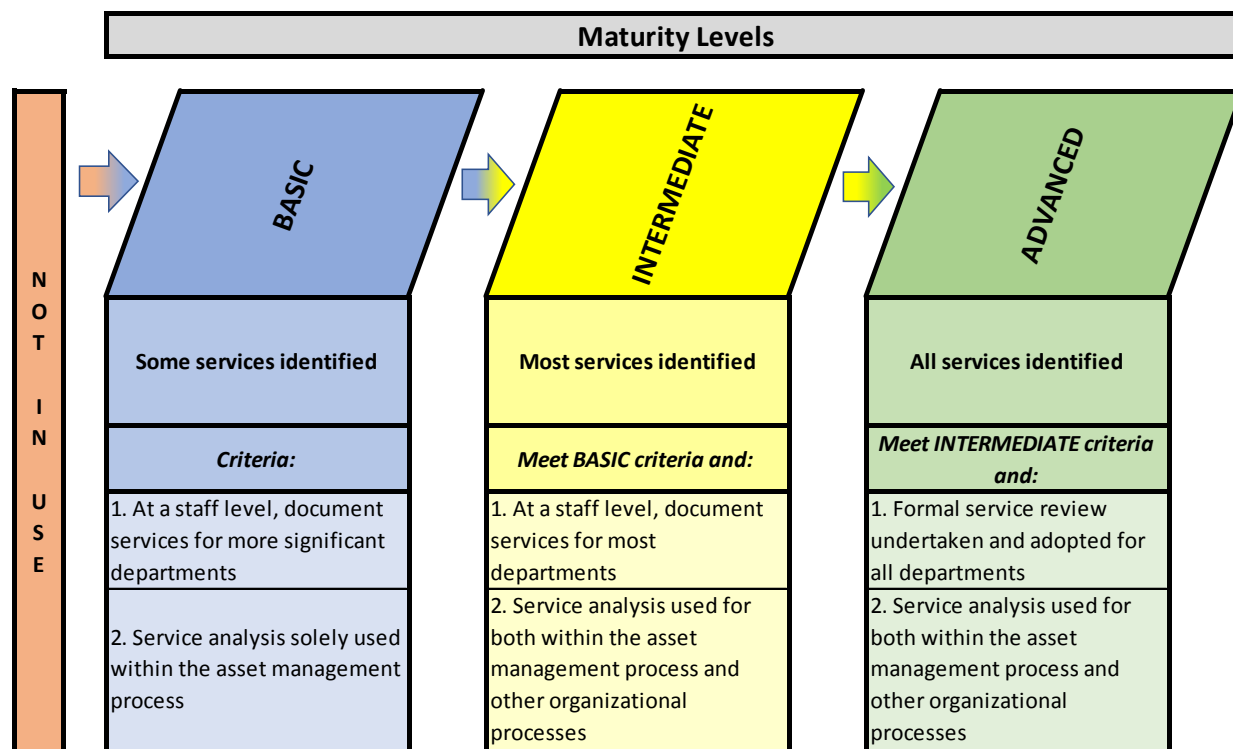 Maturity Levels
NOT IN USE
BASIC
INTERMEDIATE
ADVANCED
Some services identified
Most services identified
All services identified
Criteria:
Meet BASIC criteria and:
Meet INTERMEDIATE criteria
and:
1. At a staff level, document
services for more significant
departments
1. At a staff level, document
services for most
departments
1. Formal service review
undertaken and adopted for
all departments
2. Service analysis solely used
within the asset management
process
2. Service analysis used for
both within the asset
management process and
other organizational
processes
2. Service analysis used for
both within the asset
management process and
other organizational
processes